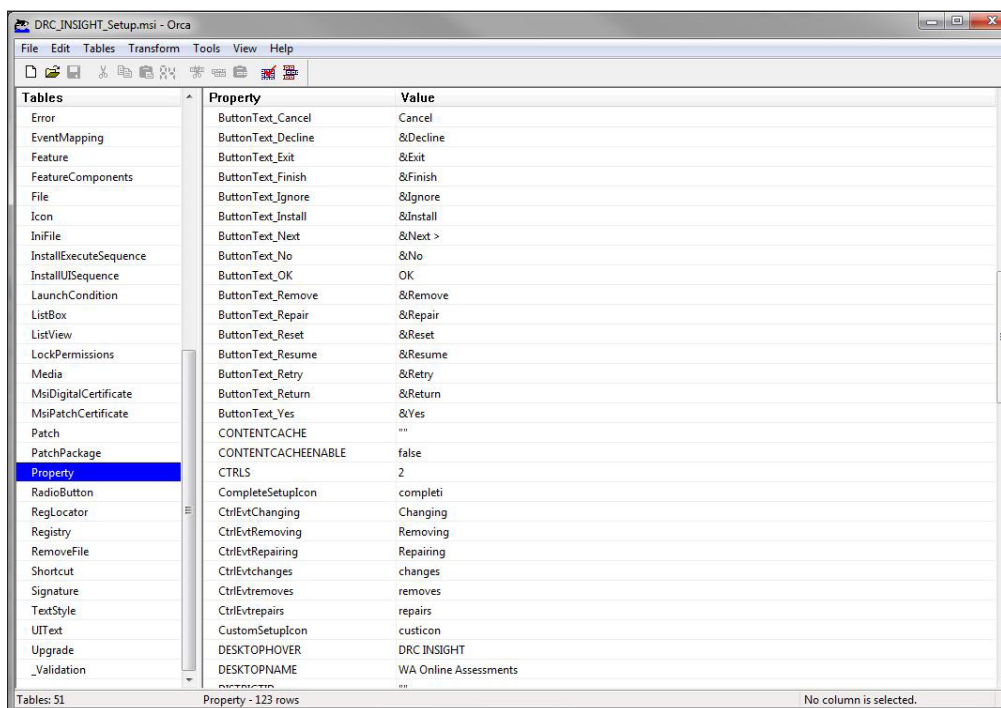 DRC_INSIGHT_Setup.msi - Orca
File Edit Tables Transform Tools View Help
Tables Property Value
Error ButtonText_Cancel Cancel
EventMapping ButtonText_Decline &Decline
Feature ButtonText_Exit &Exit
FeatureComponents ButtonText_Finish &Finish
File ButtonText_Ignore &Ignore
Icon ButtonText_Install &Install
IniFile ButtonText_Next &Next >
InstallExecuteSequence ButtonText_No &No
InstallUISequence ButtonText_OK OK
LaunchCondition ButtonText_Remove &Remove
ListBox ButtonText_Repair &Repair
ListView ButtonText_Reset &Reset
LockPermissions ButtonText_Resume &Resume
Media ButtonText_Retry &Retry
MsiDigitalCertificate ButtonText_Return &Return
MsiPatchCertificate ButtonText_Yes &Yes
Patch CONTENTCACHE ""
PatchPackage CONTENTCACHEENABLE false
Property CTRLS 2
RadioButton CompleteSetupIcon completi
RegLocator CtrlEvtChanging Changing
Registry CtrlEvtRemoving Removing
RemoveFile CtrlEvtRepairing Repairing
Shortcut CtrlEvtchanges changes
Signature CtrlEvtremoves removes
TextStyle CtrlEvtrepairs repairs
UIText CustomSetupIcon custicon
Upgrade DESKTOPHOVER DRC INSIGHT
_Validation DESKTOPNAME WA Online Assessments
DISTRICTID ""
Tables: 51 Property - 123 rows No column is selected.